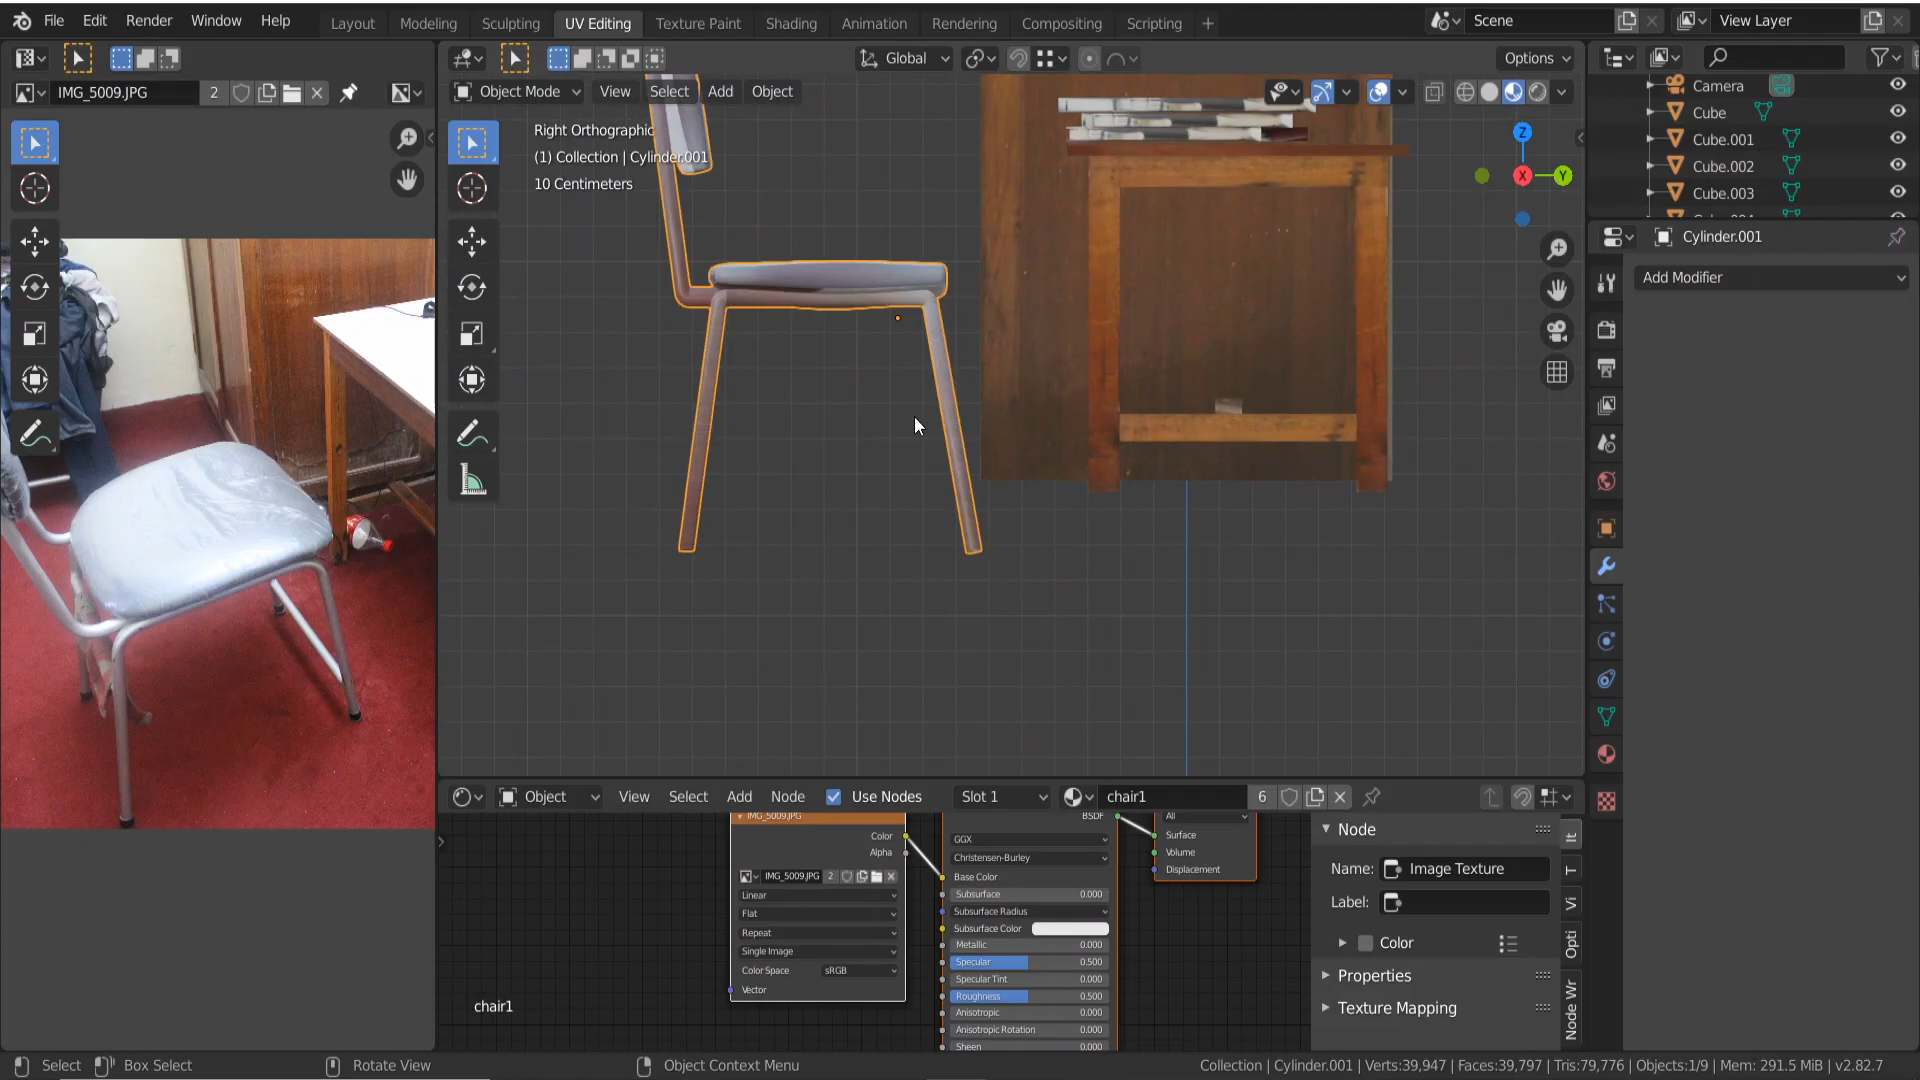 File Edit Render Window Help Layout Modeling Sculpting UV Editing Texture Paint Shading Animation Rendering Compositing Scripting + Scene View Layer
Global Options
IMG_5009.JPG 2 Object Mode View Select Add Object
Right Orthographic
(1) Collection | Cylinder.001
10 Centimeters
Z
X
Y
Camera
Cube
Cube.001
Cube.002
Cube.003
Cylinder.001
Add Modifier
Object View Select Add Node Use Nodes Slot 1 chair1 6
IMG_5009.JPG
Color
Alpha
IMG_5009.JPG 2
Linear
Flat
Repeat
Single Image
Color Space sRGB
Vector
BSDF
GGX
Christensen-Burley
Base Color
Subsurface 0.000
Subsurface Radius
Subsurface Color
Metallic 0.000
Specular 0.500
Specular Tint 0.000
Roughness 0.500
Anisotropic 0.000
Anisotropic Rotation 0.000
Sheen 0.000
All
Surface
Volume
Displacement
chair1
Node
Name: Image Texture
Label:
Color
Properties
Texture Mapping
It
T
Vi
Opti
Node Wr
Select Box Select Rotate View Object Context Menu Collection | Cylinder.001 | Verts:39,947 | Faces:39,797 | Tris:79,776 | Objects:1/9 | Mem: 291.5 MiB | v2.82.7